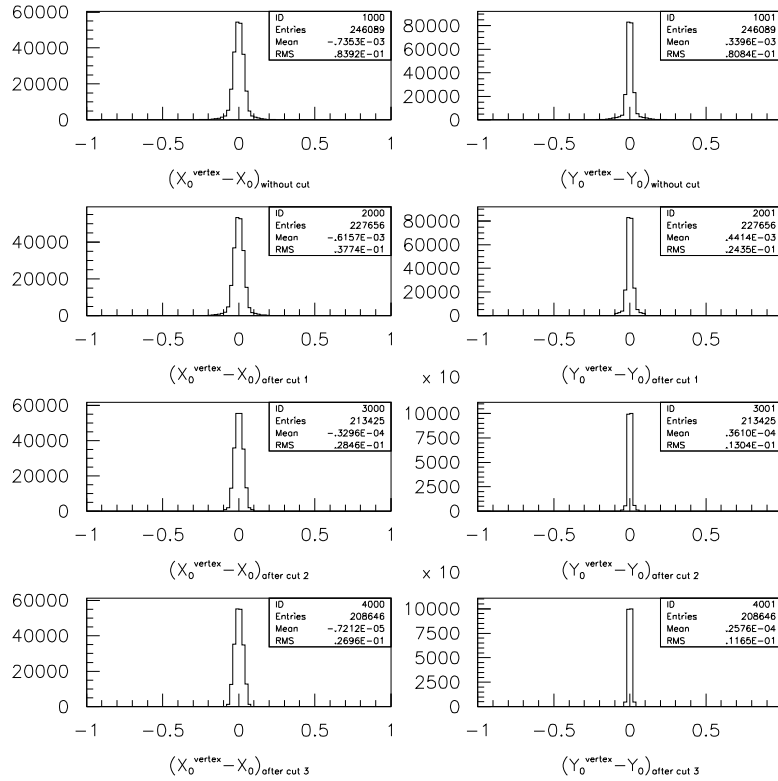 60000
40000
20000
0
-1 -0.5 0 0.5 1
(X₀ᵛᵉʳᵗᵉˣ−X₀)without cut
ID 1000
Entries 246089
Mean -.7353E-03
RMS .8392E-01
80000
60000
40000
20000
0
-1 -0.5 0 0.5
(Y₀ᵛᵉʳᵗᵉˣ−Y₀)without cut
ID 1001
Entries 246089
Mean .3396E-03
RMS .8084E-01
40000
20000
0
-1 -0.5 0 0.5 1
(X₀ᵛᵉʳᵗᵉˣ−X₀)after cut 1
ID 2000
Entries 227656
Mean -.6157E-03
RMS .3774E-01
80000
60000
40000
20000
0
-1 -0.5 0 0.5
(Y₀ᵛᵉʳᵗᵉˣ−Y₀)after cut 1
ID 2001
Entries 227656
Mean .4414E-03
RMS .2435E-01
60000
40000
20000
0
-1 -0.5 0 0.5 1
(X₀ᵛᵉʳᵗᵉˣ−X₀)after cut 2
ID 3000
Entries 213425
Mean -.3296E-04
RMS .2846E-01
x 10
10000
7500
5000
2500
0
-1 -0.5 0 0.5
(Y₀ᵛᵉʳᵗᵉˣ−Y₀)after cut 2
ID 3001
Entries 213425
Mean .3610E-04
RMS .1304E-01
60000
40000
20000
0
-1 -0.5 0 0.5 1
(X₀ᵛᵉʳᵗᵉˣ−X₀)after cut 3
ID 4000
Entries 208646
Mean -.7212E-05
RMS .2696E-01
x 10
10000
7500
5000
2500
0
-1 -0.5 0 0.5
(Y₀ᵛᵉʳᵗᵉˣ−Y₀)after cut 3
ID 4001
Entries 208646
Mean .2576E-04
RMS .1165E-01